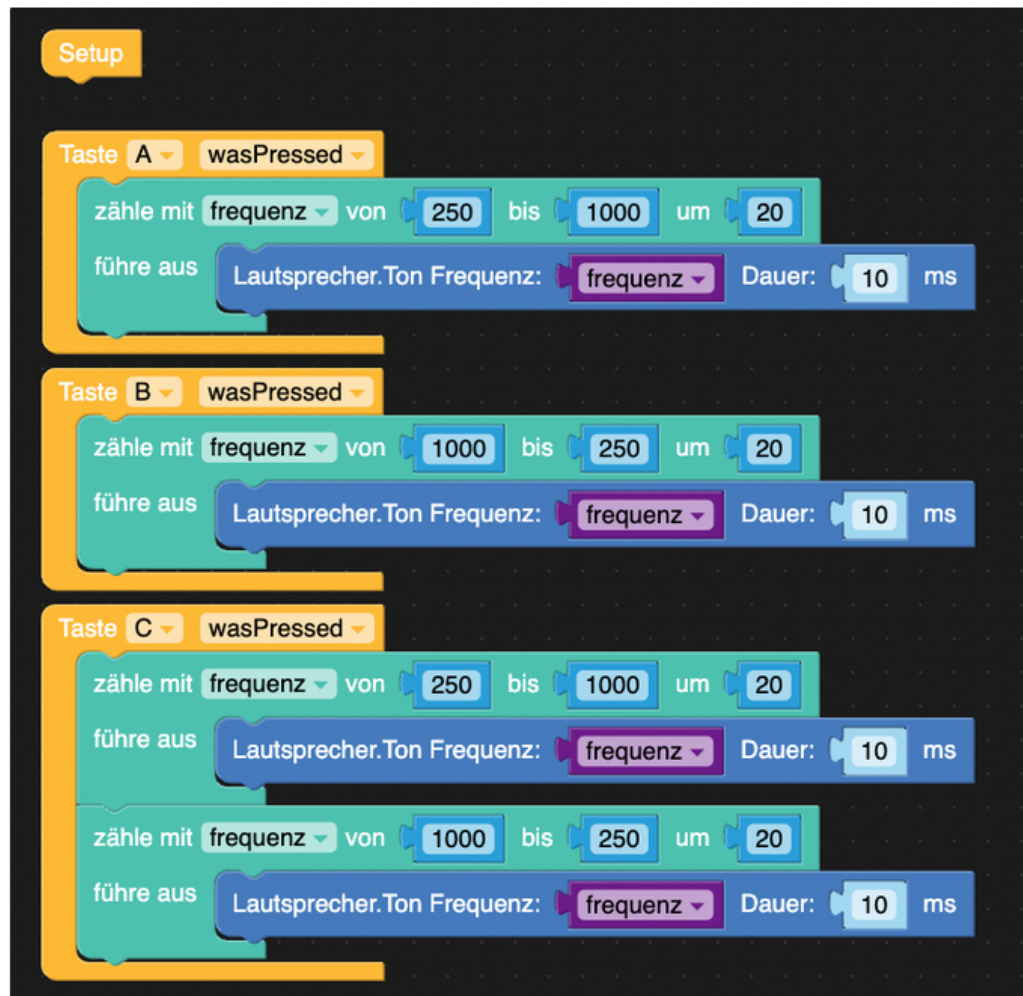 Setup
Taste A wasPressed
zähle mit frequenz von 250 bis 1000 um 20
führe aus Lautsprecher.Ton Frequenz: frequenz Dauer: 10 ms
Taste B wasPressed
zähle mit frequenz von 1000 bis 250 um 20
führe aus Lautsprecher.Ton Frequenz: frequenz Dauer: 10 ms
Taste C wasPressed
zähle mit frequenz von 250 bis 1000 um 20
führe aus Lautsprecher.Ton Frequenz: frequenz Dauer: 10 ms
zähle mit frequenz von 1000 bis 250 um 20
führe aus Lautsprecher.Ton Frequenz: frequenz Dauer: 10 ms